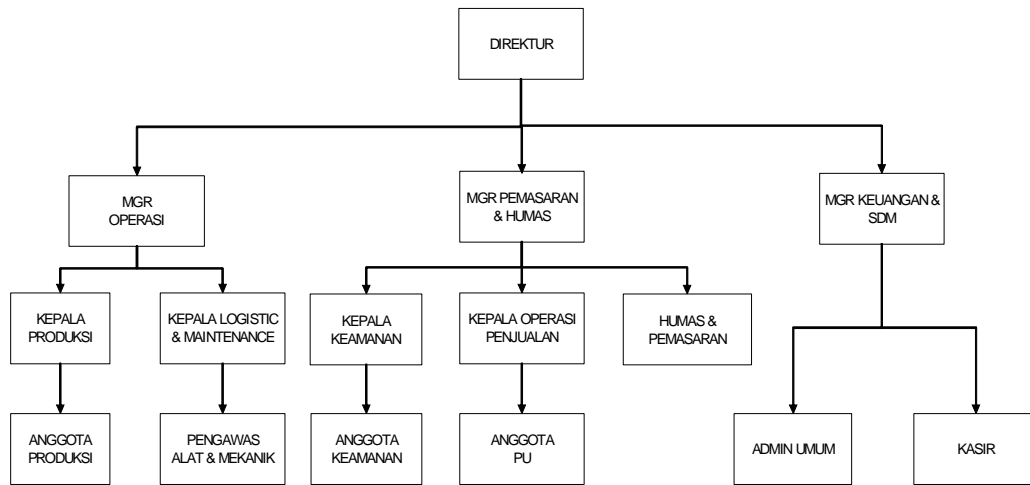 DIREKTUR
MGR
OPERASI
MGR PEMASARAN
& HUMAS
MGR KEUANGAN &
SDM
KEPALA
PRODUKSI
KEPALA LOGISTIC
& MAINTENANCE
KEPALA
KEAMANAN
KEPALA OPERASI
PENJUALAN
HUMAS &
PEMASARAN
ANGGOTA
PRODUKSI
PENGAWAS
ALAT & MEKANIK
ANGGOTA
KEAMANAN
ANGGOTA
PU
ADMIN UMUM
KASIR